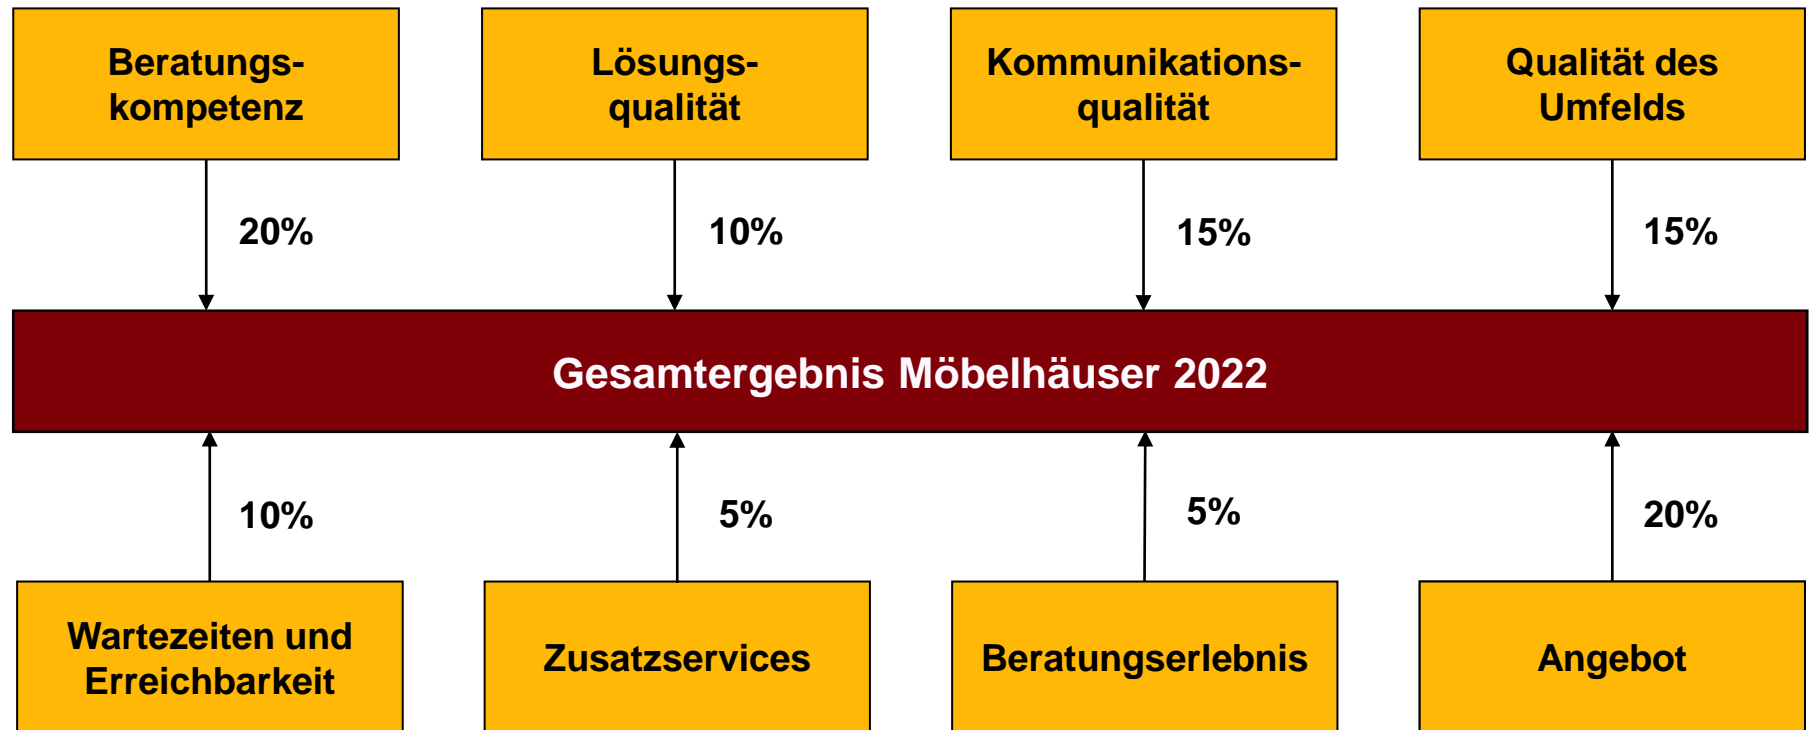 Beratungs-
kompetenz
Lösungs-
qualität
Kommunikations-
qualität
Qualität des
Umfelds
20%
10%
15%
15%
Gesamtergebnis Möbelhäuser 2022
10%
5%
5%
20%
Wartezeiten und
Erreichbarkeit
Zusatzservices
Beratungserlebnis
Angebot